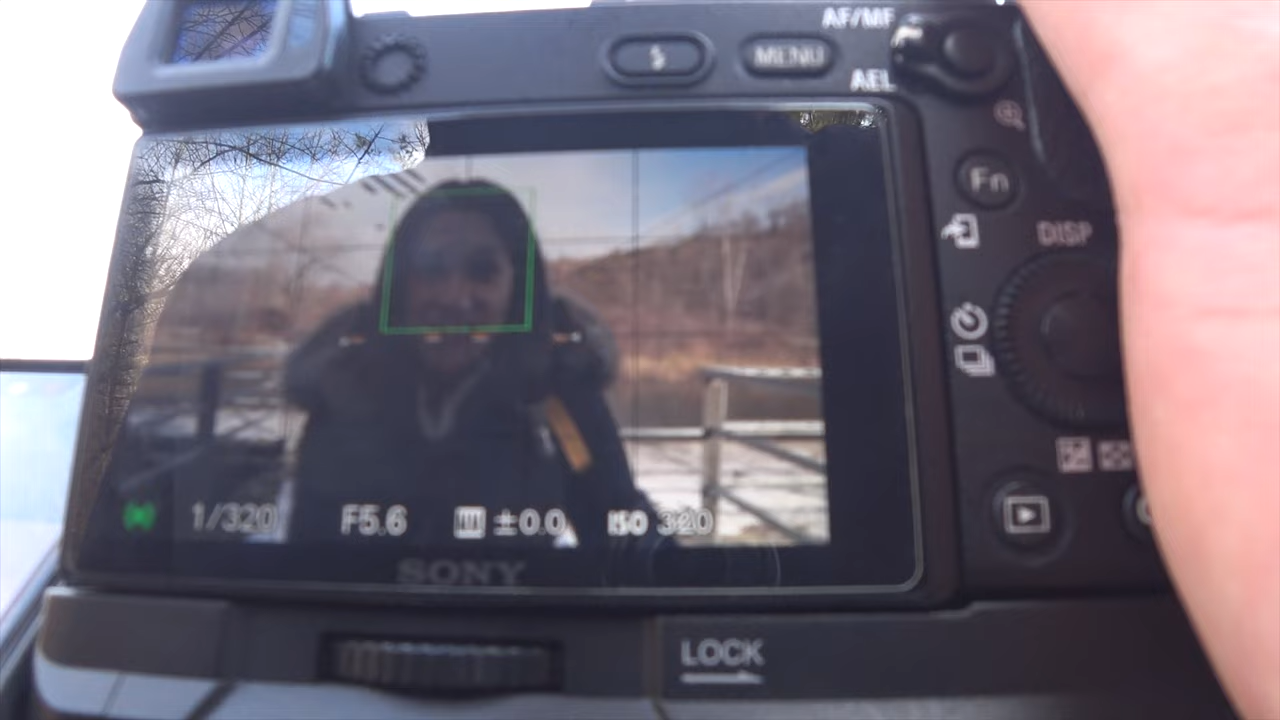 AF/MF
MENU
AEL
Fn
DISP
1/320 F5.6 ±0.0 ISO 320
SONY
LOCK